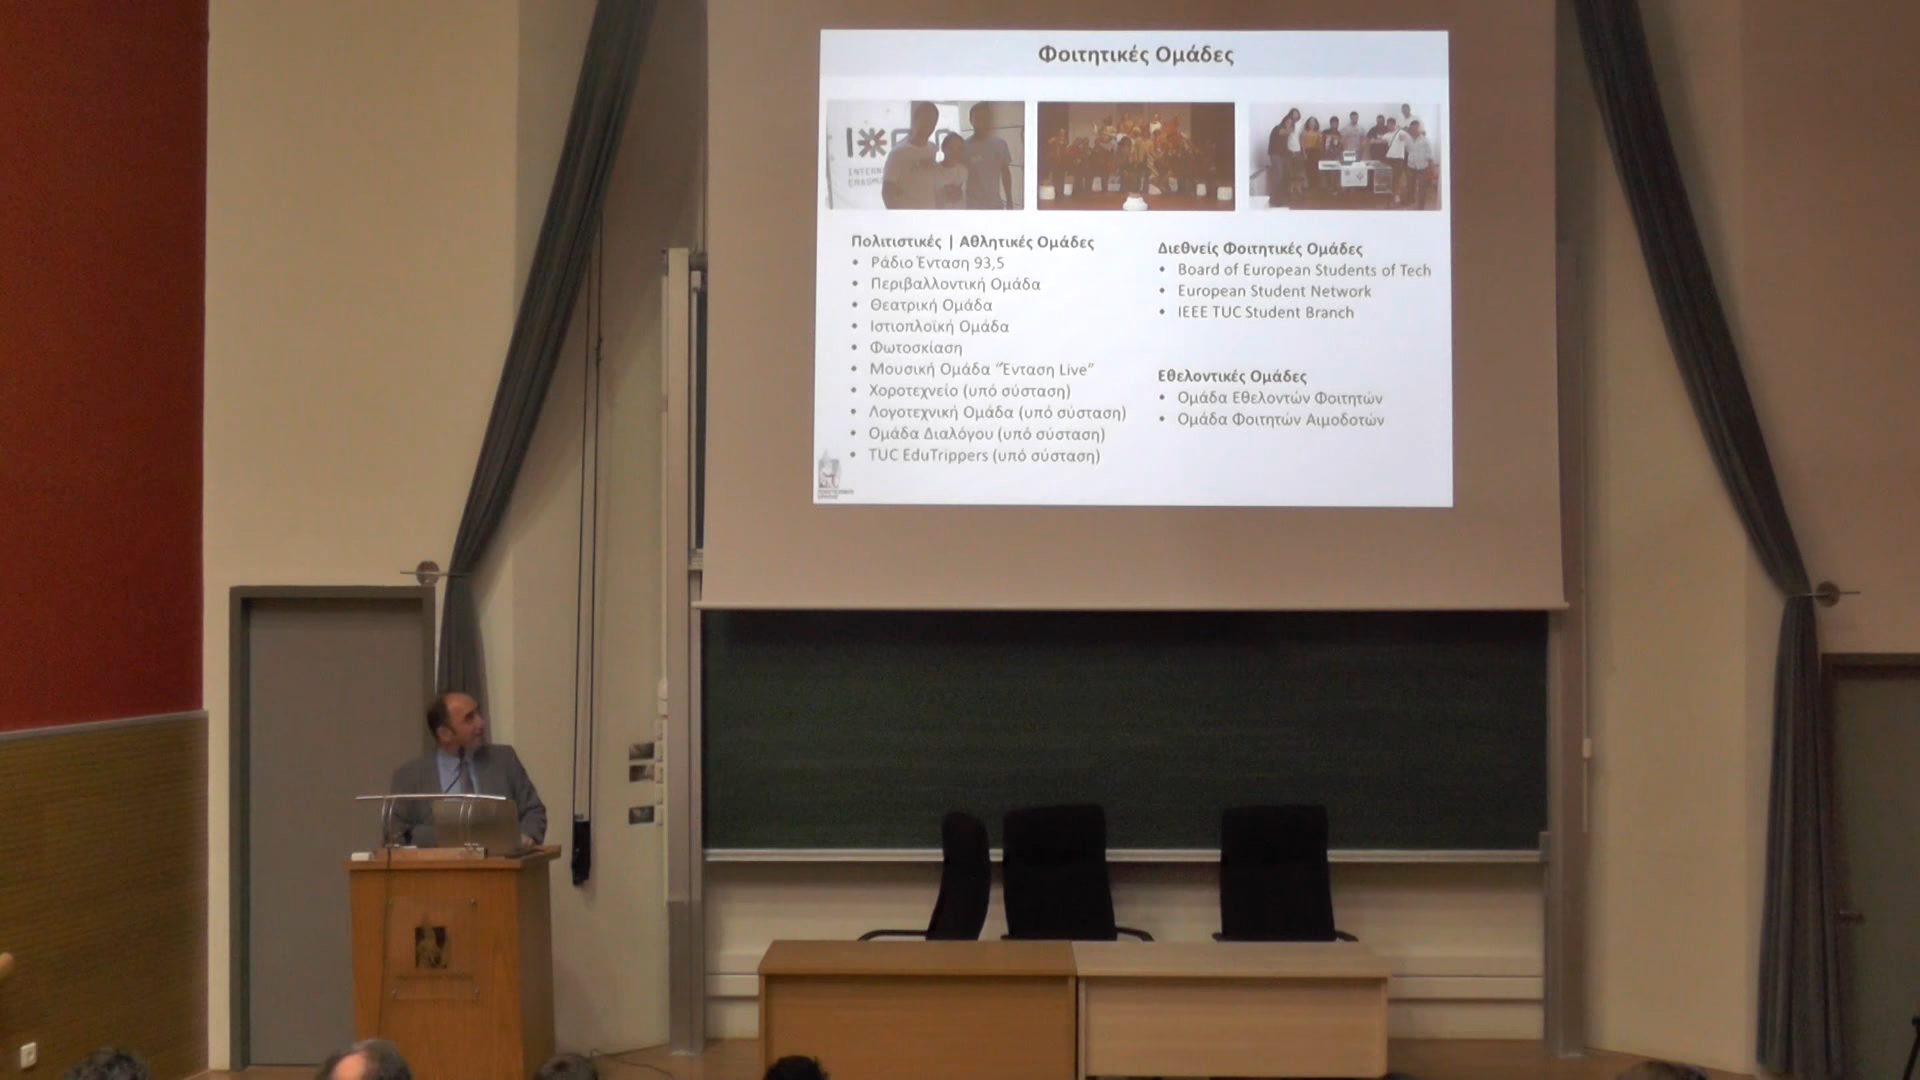 Φοιτητικές Ομάδες
INTERN
ERASMU
Πολιτιστικές | Αθλητικές Ομάδες
• Ράδιο Ένταση 93,5
• Περιβαλλοντική Ομάδα
• Θεατρική Ομάδα
• Ιστιοπλοϊκή Ομάδα
• Φωτοσκίαση
• Μουσική Ομάδα “Ένταση Live”
• Χοροτεχνείο (υπό σύσταση)
• Λογοτεχνική Ομάδα (υπό σύσταση)
• Ομάδα Διαλόγου (υπό σύσταση)
• TUC EduTrippers (υπό σύσταση)
Διεθνείς Φοιτητικές Ομάδες
• Board of European Students of Tech
• European Student Network
• IEEE TUC Student Branch
Εθελοντικές Ομάδες
• Ομάδα Εθελοντών Φοιτητών
• Ομάδα Φοιτητών Αιμοδοτών